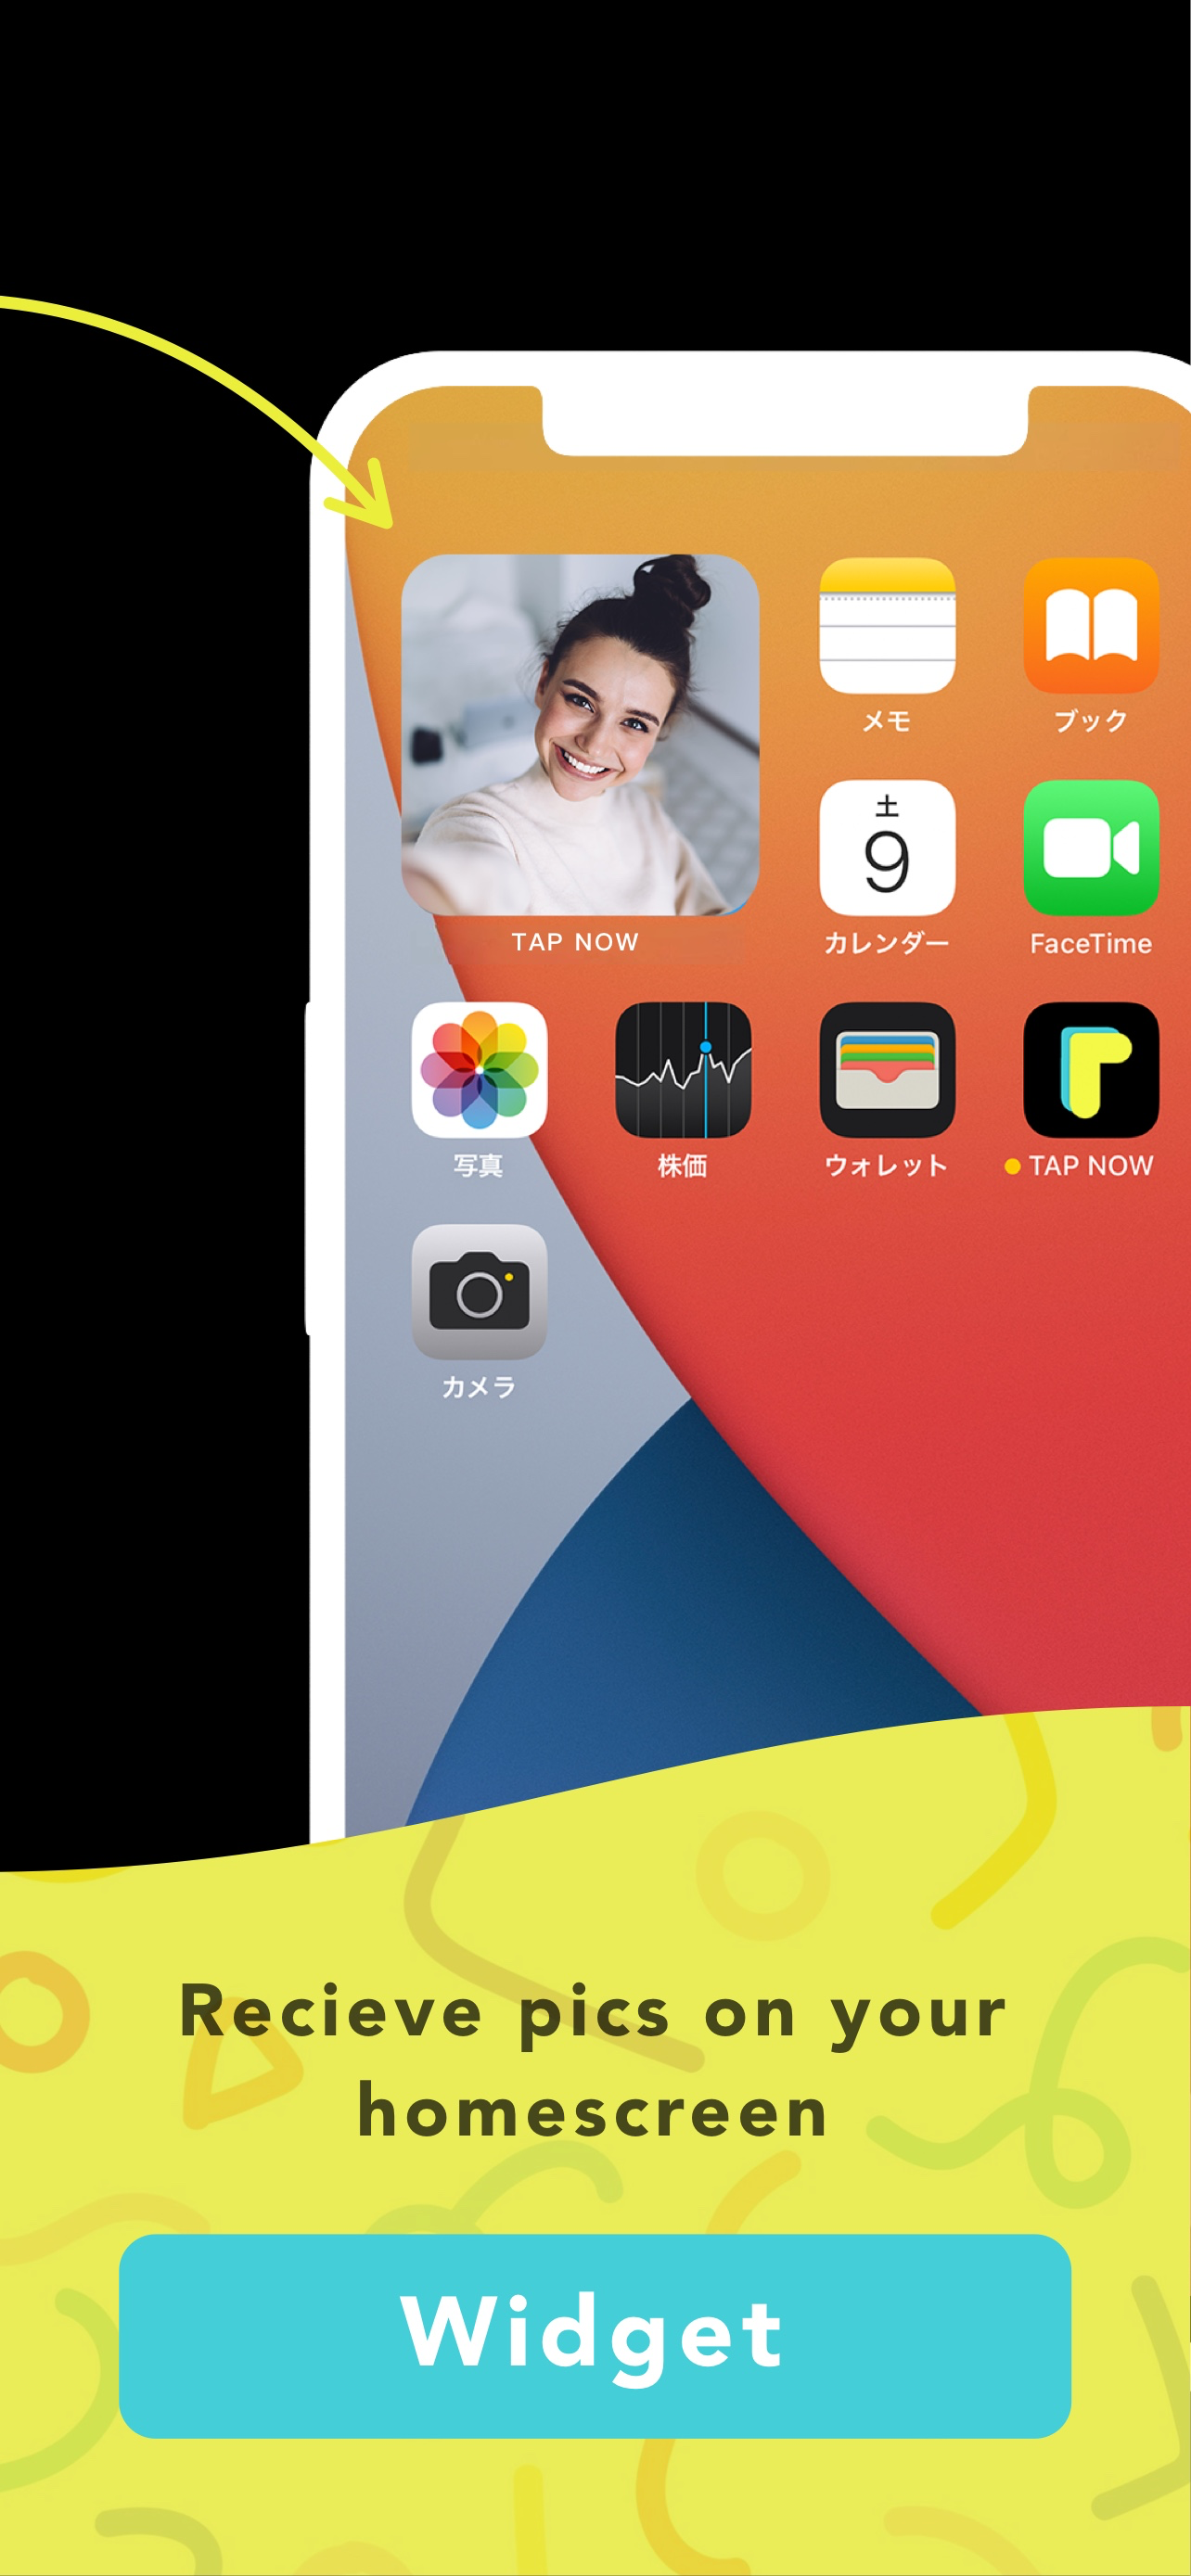 メモ
ブック
土
9
TAP NOW
カレンダー
FaceTime
写真
株価
ウォレット
TAP NOW
カメラ
Recieve pics on your
homescreen
Widget